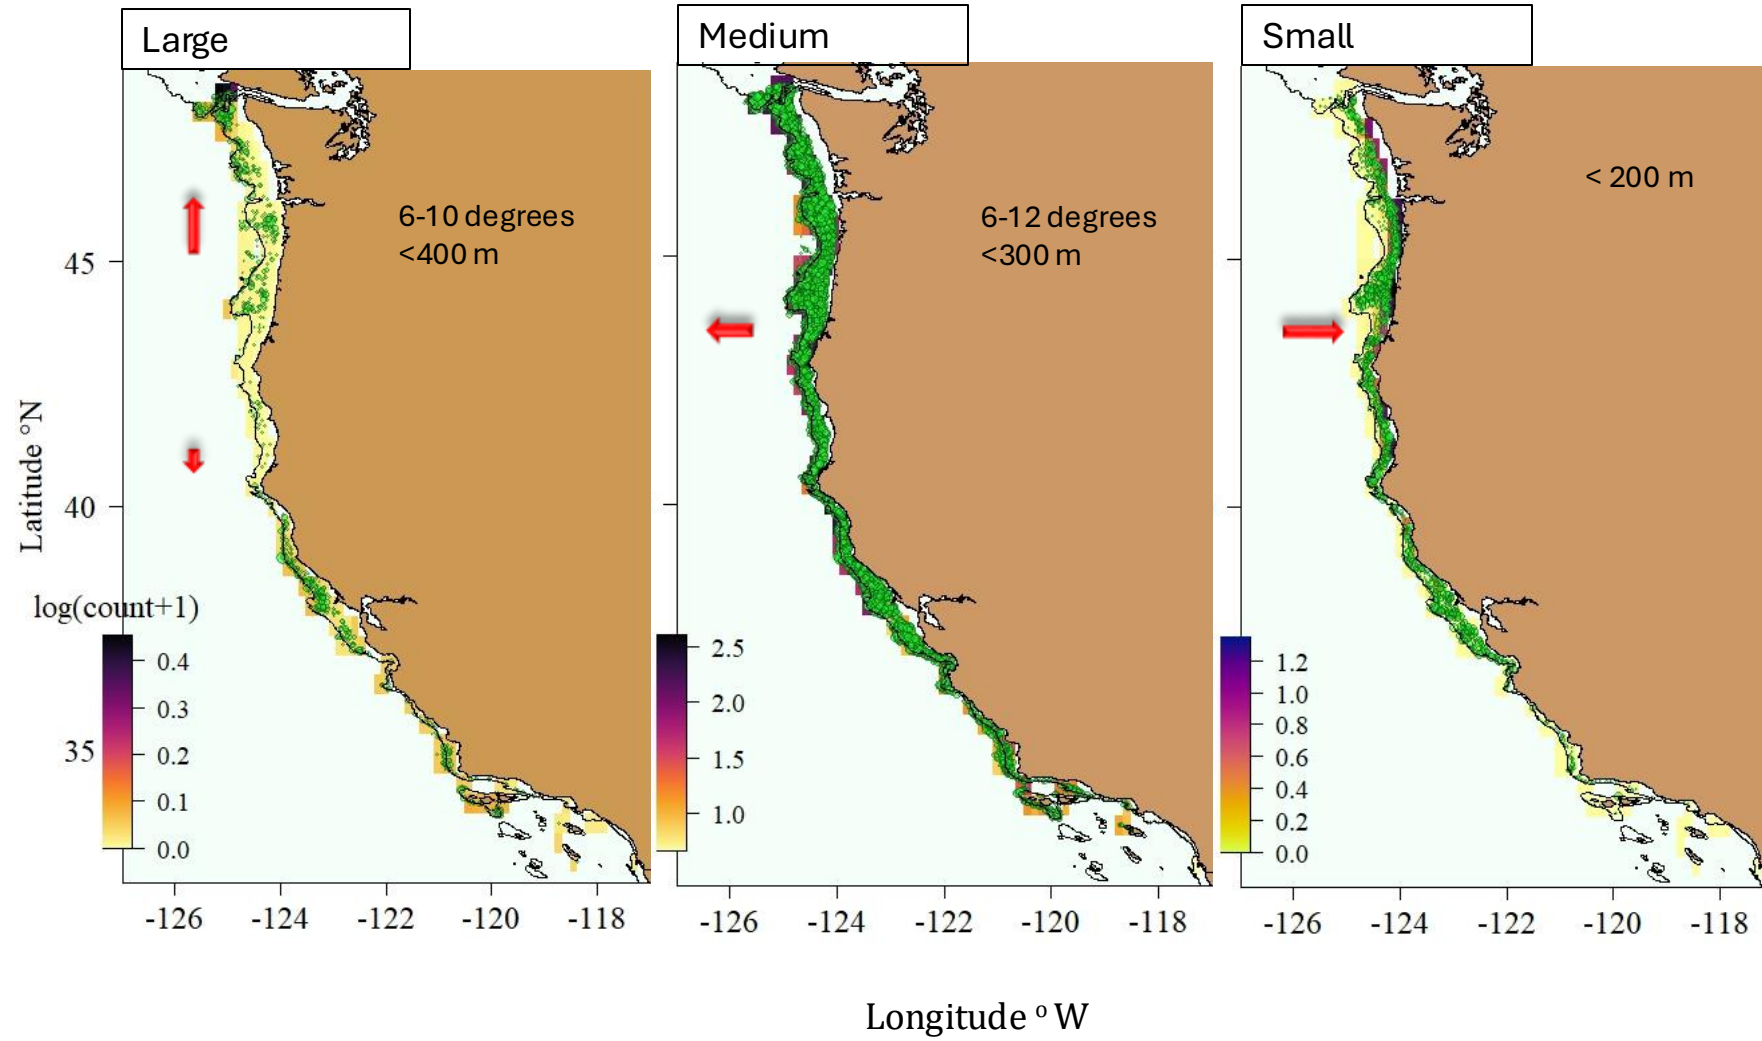 Large
Medium
Small
6-10 degrees
<400 m
6-12 degrees
<300 m
< 200 m
Latitude °N
45
40
35
log(count+1)
0.4
0.3
0.2
0.1
0.0
2.5
2.0
1.5
1.0
1.2
1.0
0.8
0.6
0.4
0.2
0.0
-126 -124 -122 -120 -118
-126 -124 -122 -120 -118
-126 -124 -122 -120 -118
Longitude º W